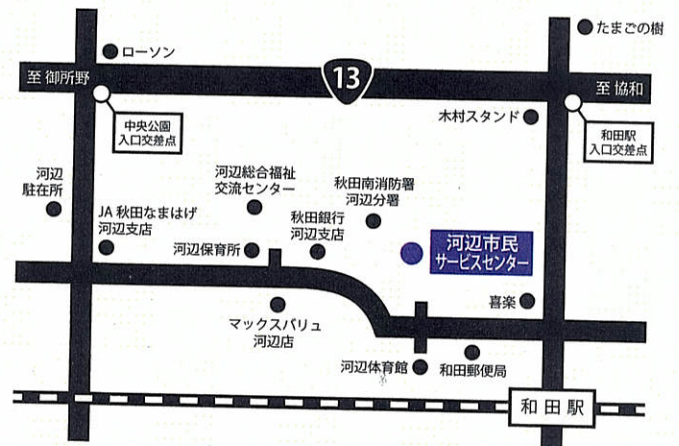 たまごの樹
ローソン
至 御所野
13
至 協和
中央公園
入口交差点
木村スタンド
和田駅
入口交差点
河辺
駐在所
河辺総合福祉
交流センター
秋田南消防署
河辺分署
JA 秋田なまはげ
河辺支店
河辺保育所
秋田銀行
河辺支店
河辺市民
サービスセンター
喜楽
マックスバリュ
河辺店
河辺体育館
和田郵便局
和田駅